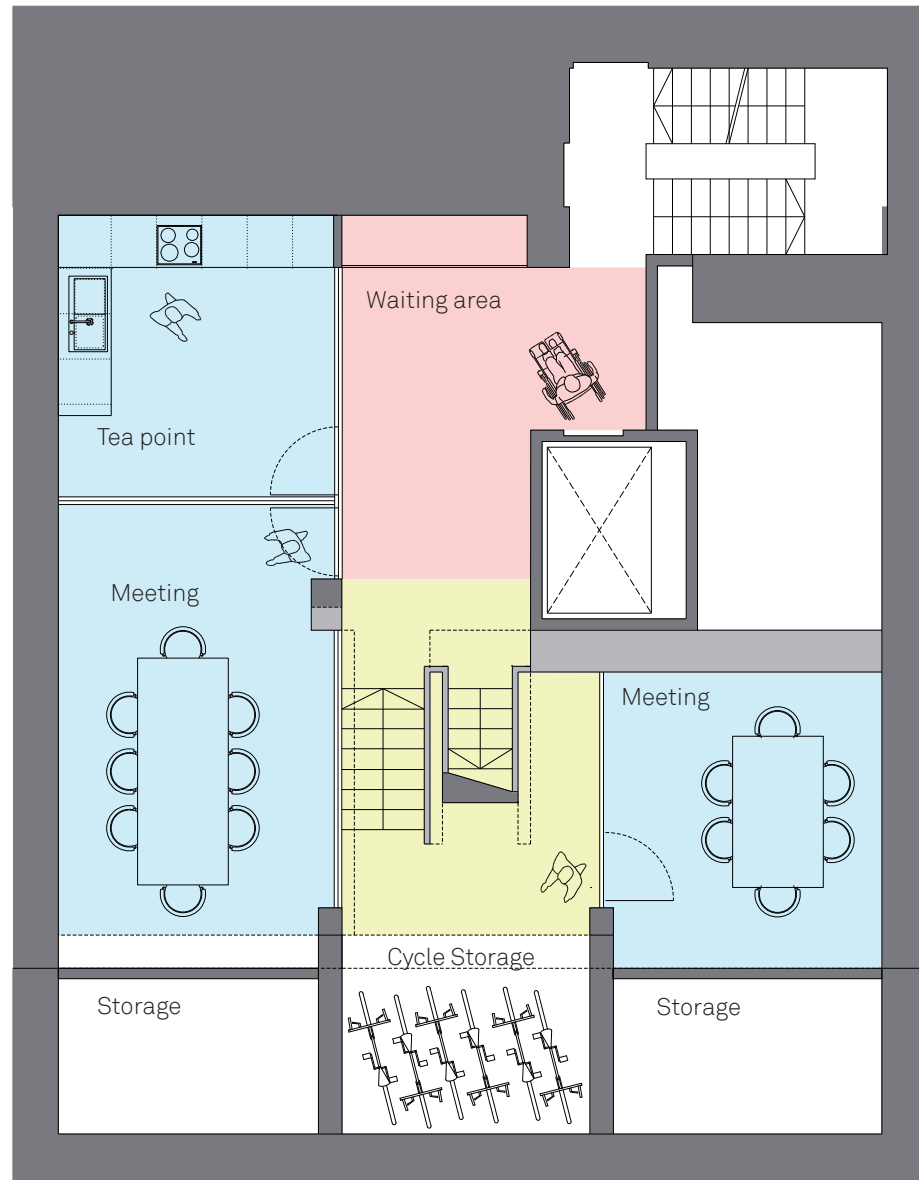 Waiting area
Tea point
Meeting
Meeting
Cycle Storage
Storage
Storage